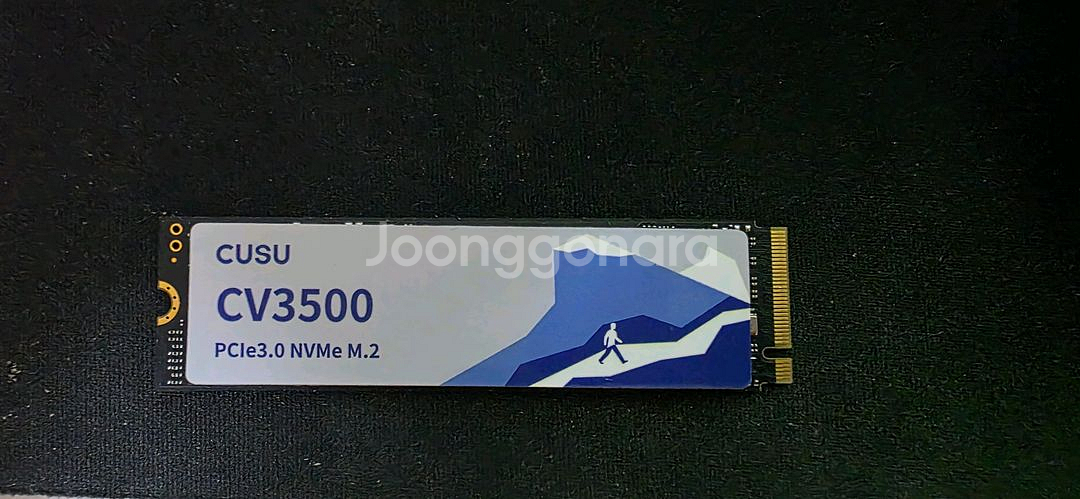 Joonggonara
CUSU
CV3500
PCIe3.0 NVMe M.2